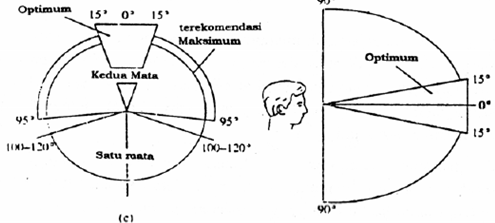 Optimum
15° 0° 15°
terekomendasi
Maksimum
Kedua Mata
95°
95°
100-120°
100-120°
Satu mata
(c)
90°
Optimum
15°
0°
15°
90°